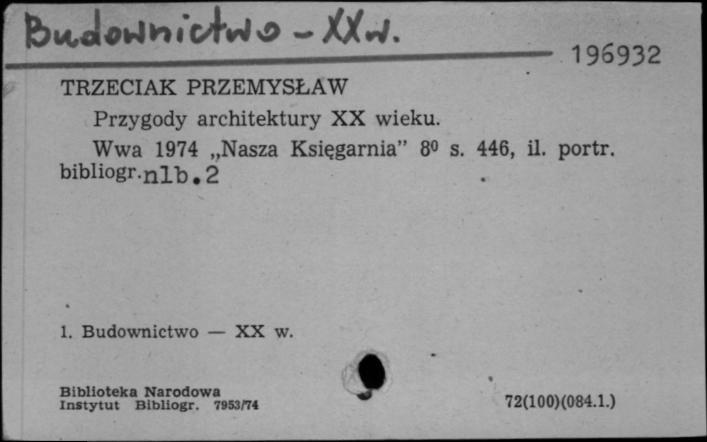 Budownictwo – XX w.
196932
TRZECIAK PRZEMYSŁAW
Przygody architektury XX wieku.
Wwa 1974 „Nasza Księgarnia” 8⁰ s. 446, il. portr.
bibliogr. nlb. 2
1. Budownictwo — XX w.
Biblioteka Narodowa
Instytut Bibliogr. 7953/74
72(100)(084.1.)